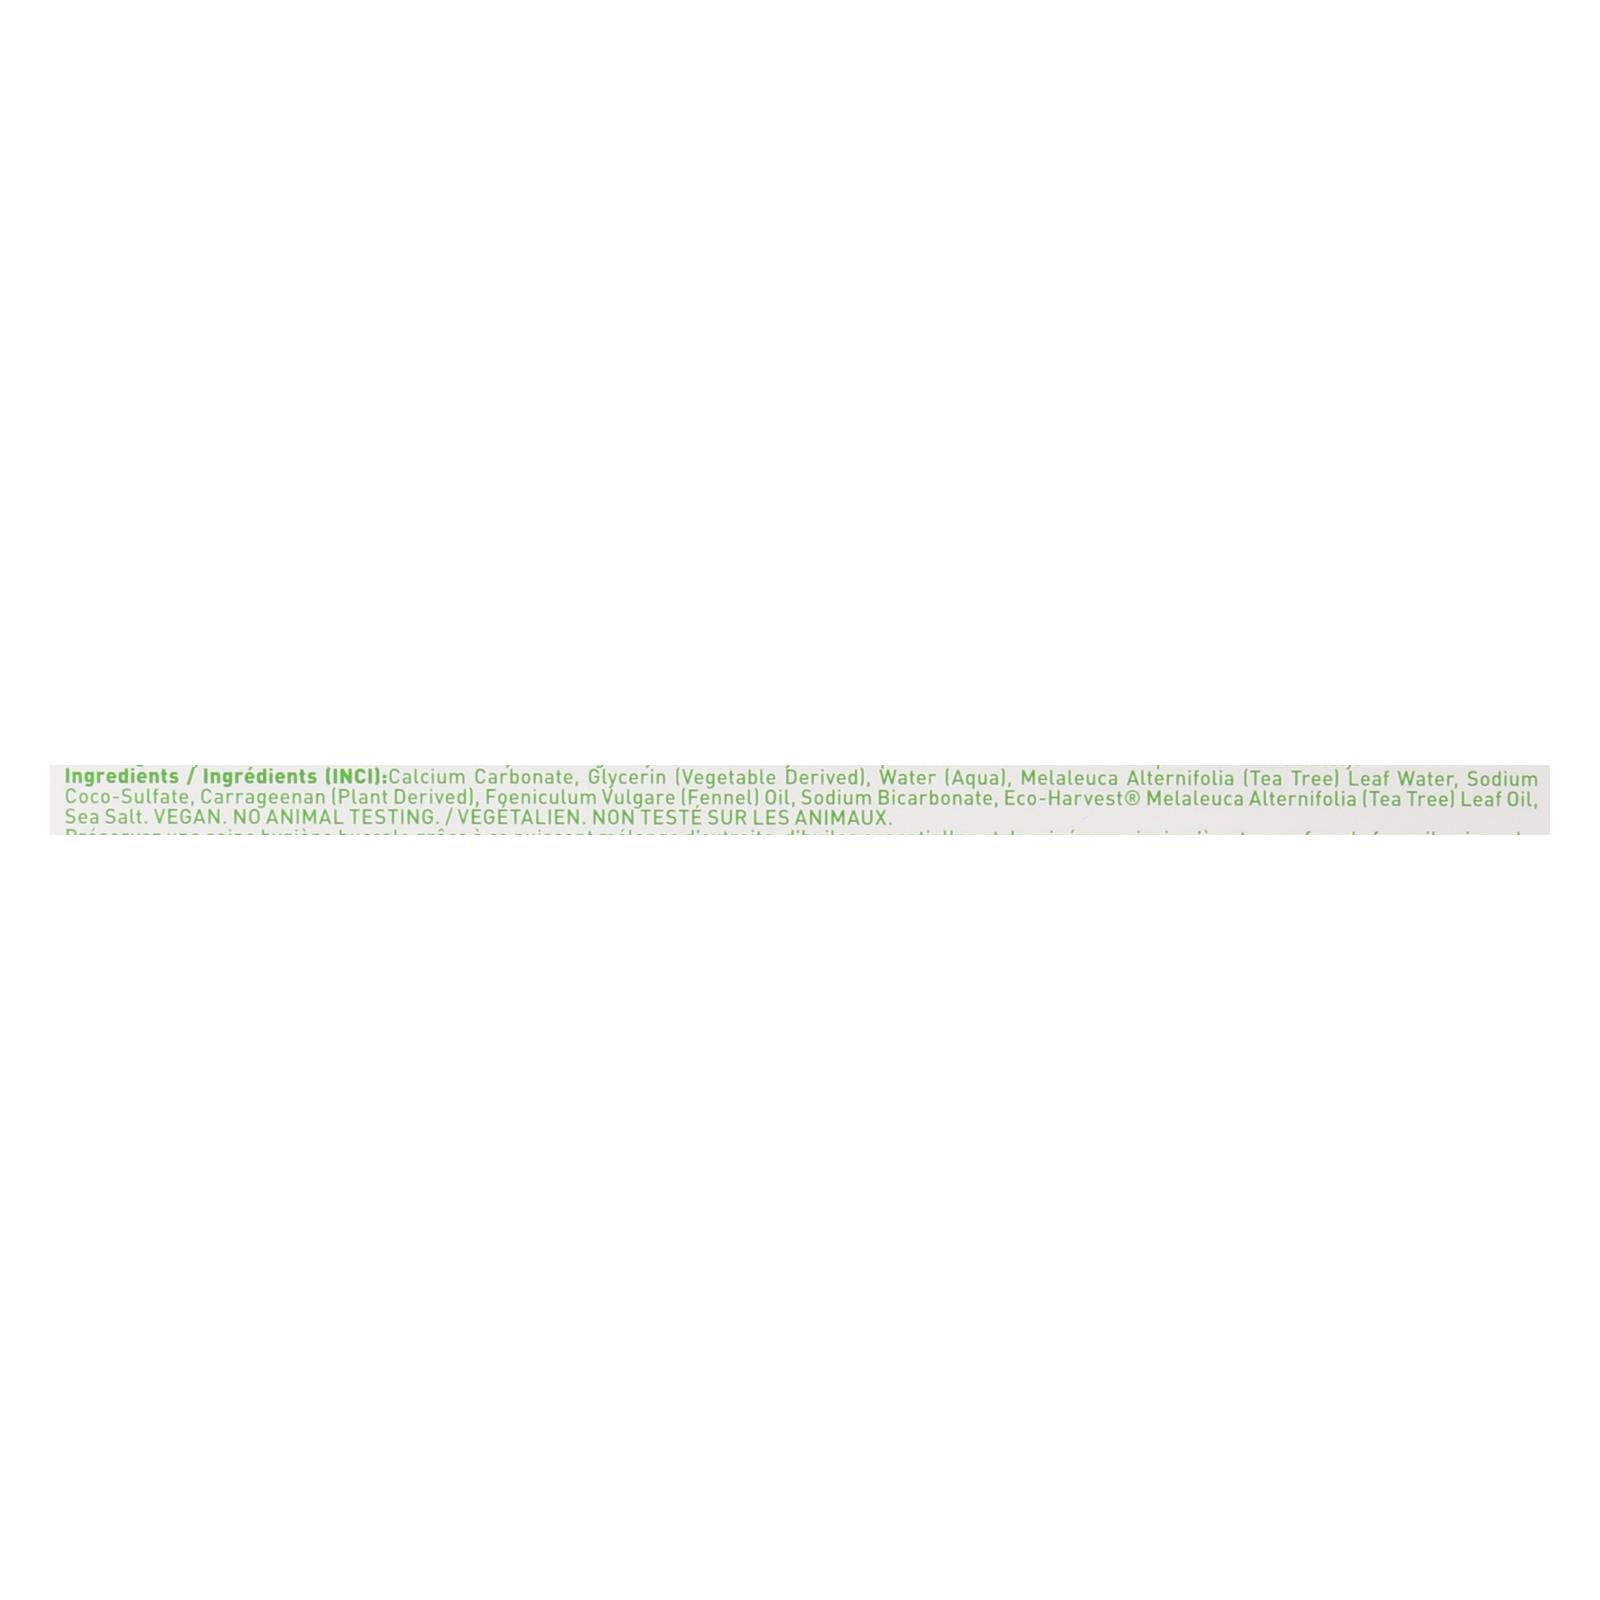 Ingredients / Ingrédients (INCI):Calcium Carbonate, Glycerin (Vegetable Derived), Water (Aqua), Melaleuca Alternifolia (Tea Tree) Leaf Water, Sodium
Coco-Sulfate, Carrageenan (Plant Derived), Foeniculum Vulgare (Fennel) Oil, Sodium Bicarbonate, Eco-Harvest® Melaleuca Alternifolia (Tea Tree) Leaf Oil,
Sea Salt. VEGAN. NO ANIMAL TESTING. / VÉGÉTALIEN. NON TESTÉ SUR LES ANIMAUX.